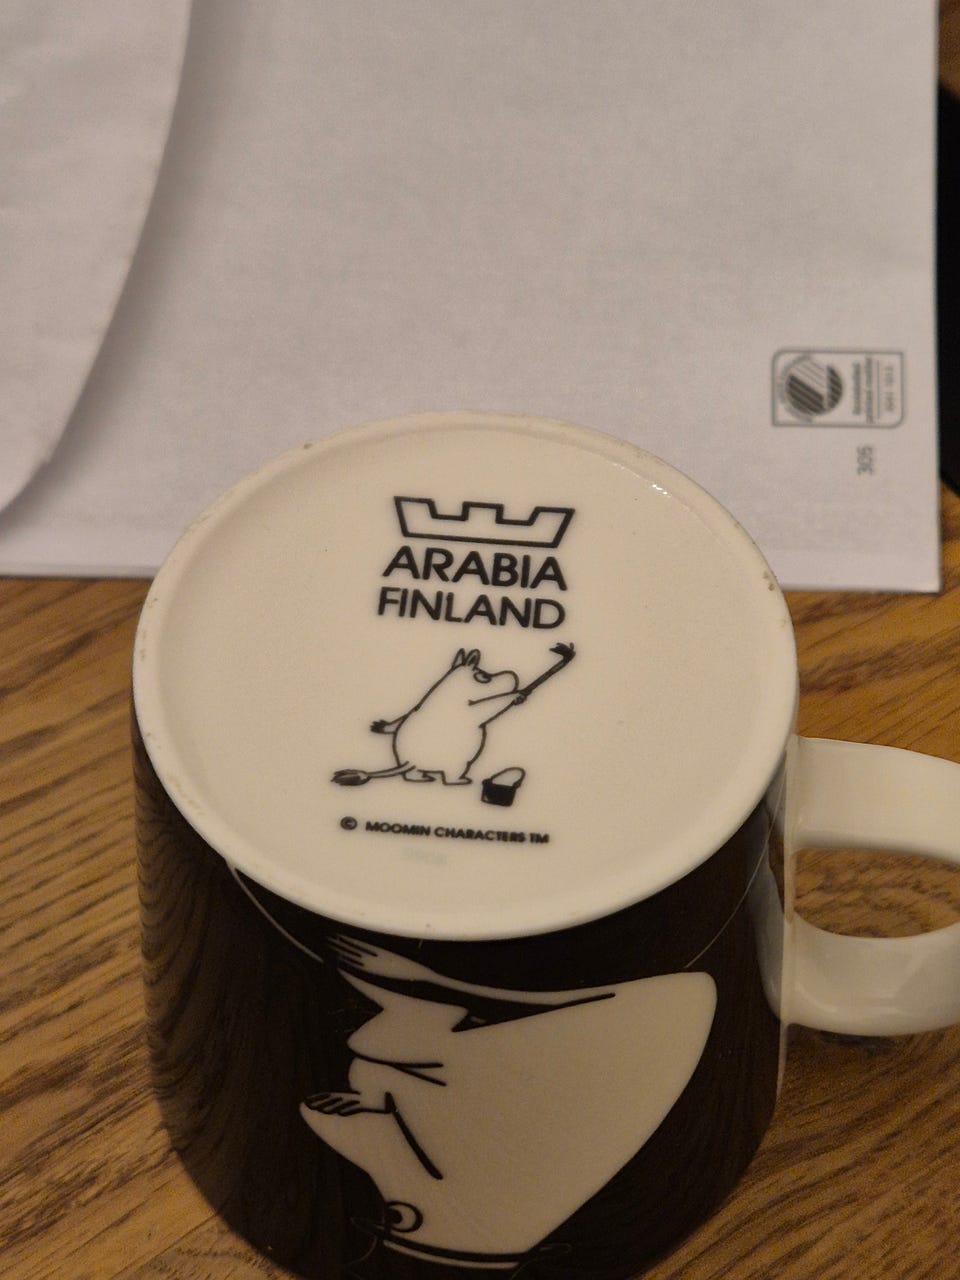 305
ARABIA
FINLAND
© MOOMIN CHARACTERS TM